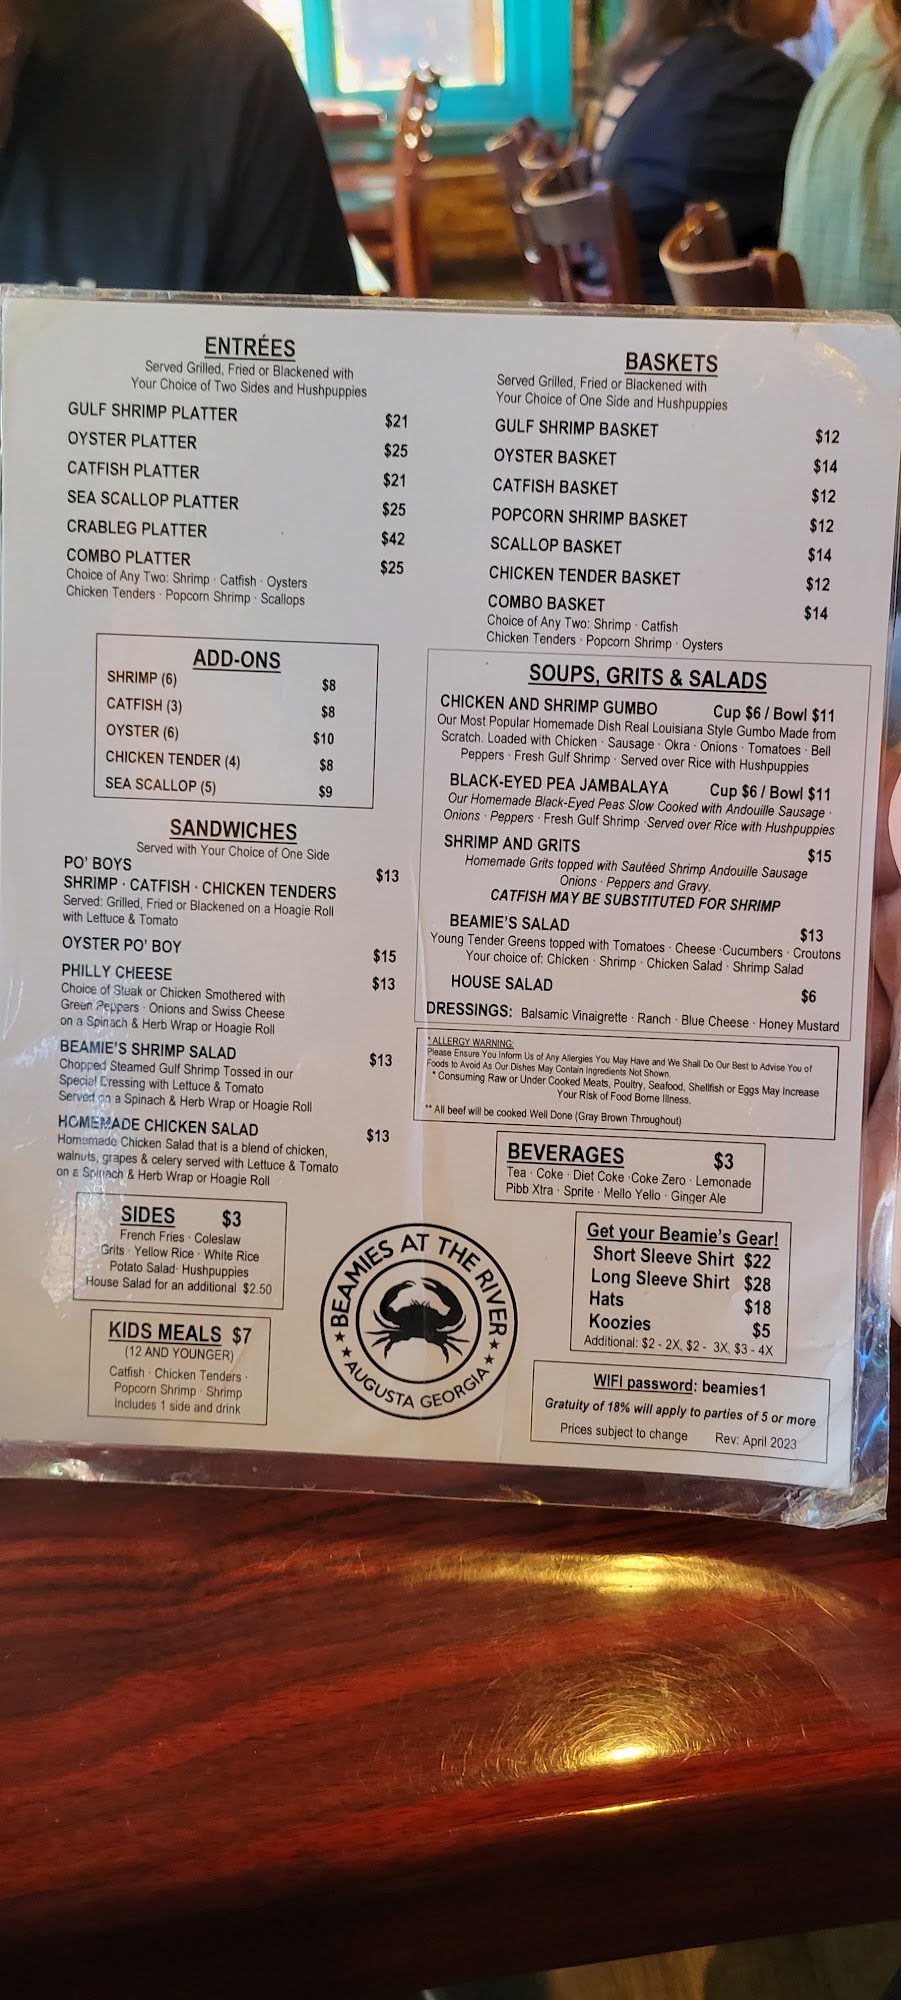 ENTRÉES
Served Grilled, Fried or Blackened with
Your Choice of Two Sides and Hushpuppies
GULF SHRIMP PLATTER $21
OYSTER PLATTER $25
CATFISH PLATTER $21
SEA SCALLOP PLATTER $25
CRABLEG PLATTER $42
COMBO PLATTER $25
Choice of Any Two: Shrimp · Catfish · Oysters
Chicken Tenders · Popcorn Shrimp · Scallops
ADD-ONS
SHRIMP (6) $8
CATFISH (3) $8
OYSTER (6) $10
CHICKEN TENDER (4) $8
SEA SCALLOP (5) $9
SANDWICHES
Served with Your Choice of One Side
PO' BOYS $13
SHRIMP · CATFISH · CHICKEN TENDERS
Served: Grilled, Fried or Blackened on a Hoagie Roll
with Lettuce & Tomato
OYSTER PO' BOY $15
PHILLY CHEESE $13
Choice of Steak or Chicken Smothered with
Green Peppers · Onions and Swiss Cheese
on a Spinach & Herb Wrap or Hoagie Roll
BEAMIE'S SHRIMP SALAD $13
Chopped Steamed Gulf Shrimp Tossed in our
Special Dressing with Lettuce & Tomato
Served on a Spinach & Herb Wrap or Hoagie Roll
HOMEMADE CHICKEN SALAD $13
Homemade Chicken Salad that is a blend of chicken,
walnuts, grapes & celery served with Lettuce & Tomato
on a Spinach & Herb Wrap or Hoagie Roll
SIDES $3
French Fries · Coleslaw
Grits · Yellow Rice · White Rice
Potato Salad· Hushpuppies
House Salad for an additional $2.50
KIDS MEALS $7
(12 AND YOUNGER)
Catfish · Chicken Tenders ·
Popcorn Shrimp · Shrimp
Includes 1 side and drink
BASKETS
Served Grilled, Fried or Blackened with
Your Choice of One Side and Hushpuppies
GULF SHRIMP BASKET $12
OYSTER BASKET $14
CATFISH BASKET $12
POPCORN SHRIMP BASKET $12
SCALLOP BASKET $14
CHICKEN TENDER BASKET $12
COMBO BASKET $14
Choice of Any Two: Shrimp · Catfish
Chicken Tenders · Popcorn Shrimp · Oysters
SOUPS, GRITS & SALADS
CHICKEN AND SHRIMP GUMBO Cup $6 / Bowl $11
Our Most Popular Homemade Dish Real Louisiana Style Gumbo Made from
Scratch. Loaded with Chicken · Sausage · Okra · Onions · Tomatoes · Bell
Peppers · Fresh Gulf Shrimp · Served over Rice with Hushpuppies
BLACK-EYED PEA JAMBALAYA Cup $6 / Bowl $11
Our Homemade Black-Eyed Peas Slow Cooked with Andouille Sausage ·
Onions · Peppers · Fresh Gulf Shrimp ·Served over Rice with Hushpuppies
SHRIMP AND GRITS $15
Homemade Grits topped with Sautéed Shrimp Andouille Sausage
Onions · Peppers and Gravy.
CATFISH MAY BE SUBSTITUTED FOR SHRIMP
BEAMIE'S SALAD $13
Young Tender Greens topped with Tomatoes · Cheese ·Cucumbers · Croutons
Your choice of: Chicken · Shrimp · Chicken Salad · Shrimp Salad
HOUSE SALAD $6
DRESSINGS: Balsamic Vinaigrette · Ranch · Blue Cheese · Honey Mustard
* ALLERGY WARNING:
Please Ensure You Inform Us of Any Allergies You May Have and We Shall Do Our Best to Advise You of
Foods to Avoid As Our Dishes May Contain Ingredients Not Shown.
* Consuming Raw or Under Cooked Meats, Poultry, Seafood, Shellfish or Eggs May Increase
Your Risk of Food Borne Illness.
** All beef will be cooked Well Done (Gray Brown Throughout)
BEVERAGES $3
Tea · Coke · Diet Coke ·Coke Zero · Lemonade
Pibb Xtra · Sprite · Mello Yello · Ginger Ale
BEAMIES AT THE RIVER
AUGUSTA GEORGIA
Get your Beamie's Gear!
Short Sleeve Shirt $22
Long Sleeve Shirt $28
Hats $18
Koozies $5
Additional: $2 - 2X, $2 - 3X, $3 - 4X
WIFI password: beamies1
Gratuity of 18% will apply to parties of 5 or more
Prices subject to change Rev: April 2023